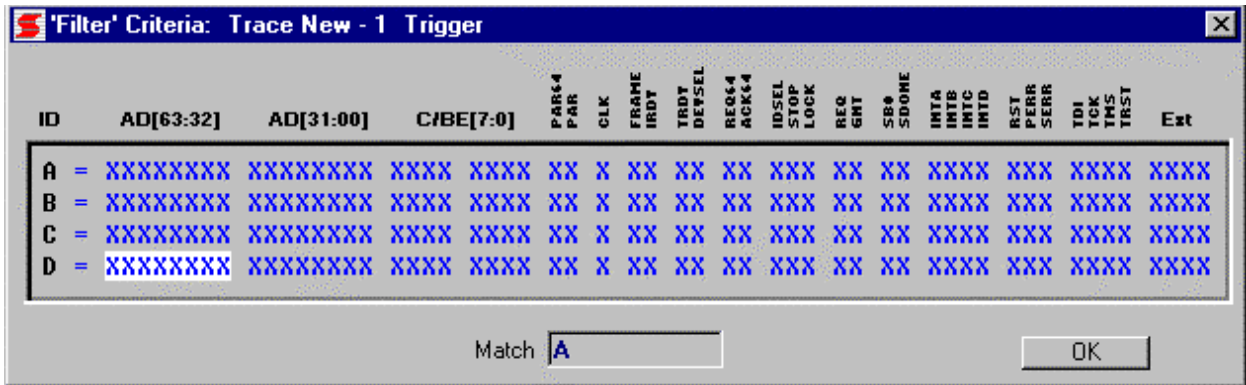 'Filter' Criteria: Trace New - 1 Trigger
ID AD[63:32] AD[31:00] C/BE[7:0] PAR64 PAR CLK FRAME IRDT TRDT DEVSEL REQ64 ACK64 IDSEL STOP LOCK REQ GNT SBO SDONE INTA INTB INTC INTD RST PERR SERR TDI TCK TMS TRST Ext
A = XXXXXXXX XXXXXXXX XXXX XXXX XX X XX XX XX XXX XX XX XXXX XXX XXXX XXXX
B = XXXXXXXX XXXXXXXX XXXX XXXX XX X XX XX XX XXX XX XX XXXX XXX XXXX XXXX
C = XXXXXXXX XXXXXXXX XXXX XXXX XX X XX XX XX XXX XX XX XXXX XXX XXXX XXXX
D = XXXXXXXX XXXXXXXX XXXX XXXX XX X XX XX XX XXX XX XX XXXX XXX XXXX XXXX
Match A OK